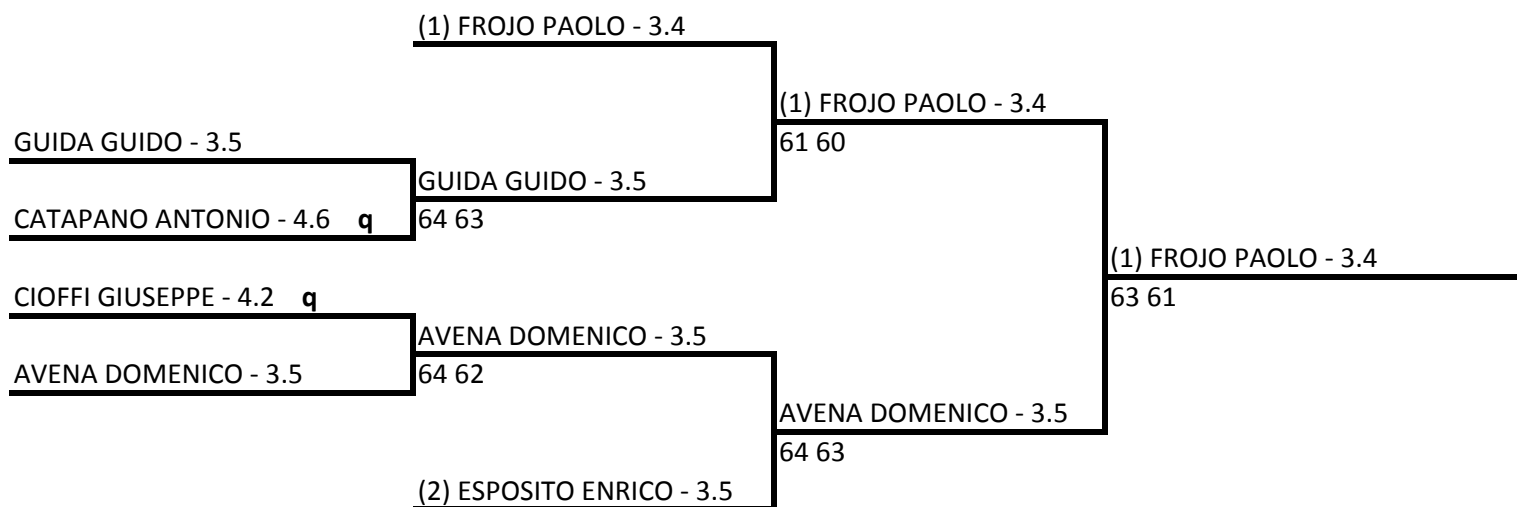 (1) FROJO PAOLO - 3.4
(1) FROJO PAOLO - 3.4
GUIDA GUIDO - 3.5
61 60
GUIDA GUIDO - 3.5
CATAPANO ANTONIO - 4.6 q
64 63
(1) FROJO PAOLO - 3.4
CIOFFI GIUSEPPE - 4.2 q
63 61
AVENA DOMENICO - 3.5
AVENA DOMENICO - 3.5
64 62
AVENA DOMENICO - 3.5
64 63
(2) ESPOSITO ENRICO - 3.5